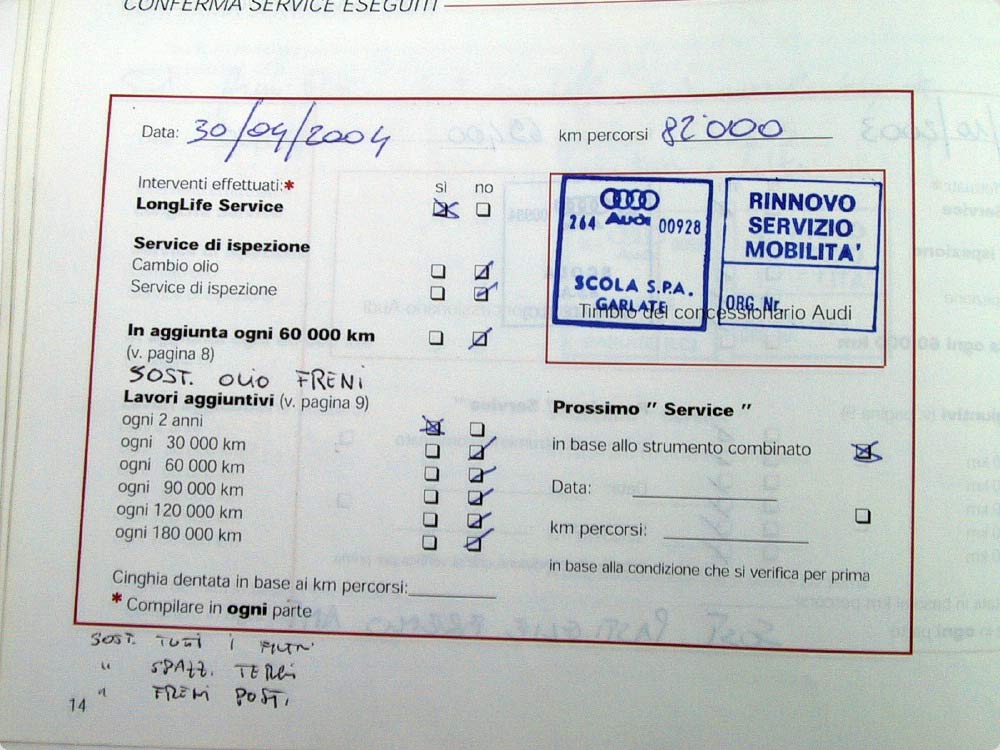 CONFERMA SERVICE ESEGUITI
Data: 30/04/2004 km percorsi 82'000
Interventi effettuati:* sì no
LongLife Service
Service di ispezione
Cambio olio
Service di ispezione
In aggiunta ogni 60 000 km
(v. pagina 8)
SOST. OLIO FRENI
Lavori aggiuntivi (v. pagina 9)
ogni 2 anni
ogni 30 000 km
ogni 60 000 km
ogni 90 000 km
ogni 120 000 km
ogni 180 000 km
Cinghia dentata in base ai km percorsi:
* Compilare in ogni parte
Audi
264 00928
SCOLA S.P.A.
GARLATE
RINNOVO
SERVIZIO
MOBILITA'
ORG. Nr.
Timbro del concessionario Audi
Prossimo " Service "
in base allo strumento combinato
Data:
km percorsi:
in base alla condizione che si verifica per prima
SOST. TUTTI I FILTRI
" SPAZZ. TERGI
" FRENI POST.
14